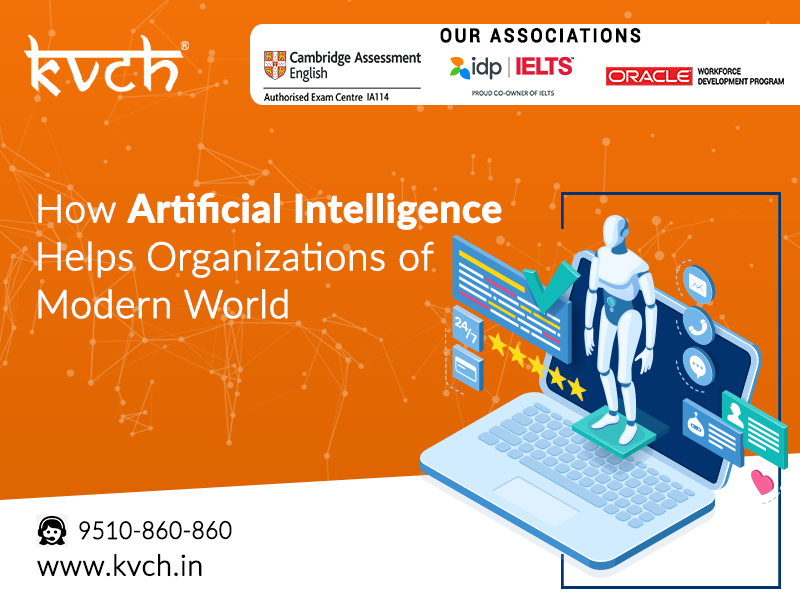 kvch®
OUR ASSOCIATIONS
Cambridge Assessment
English
Authorised Exam Centre IA114
idp | IELTS
PROUD CO-OWNER OF IELTS
ORACLE
WORKFORCE
DEVELOPMENT PROGRAM
How Artificial Intelligence
Helps Organizations of
Modern World
24/7
9510-860-860
www.kvch.in